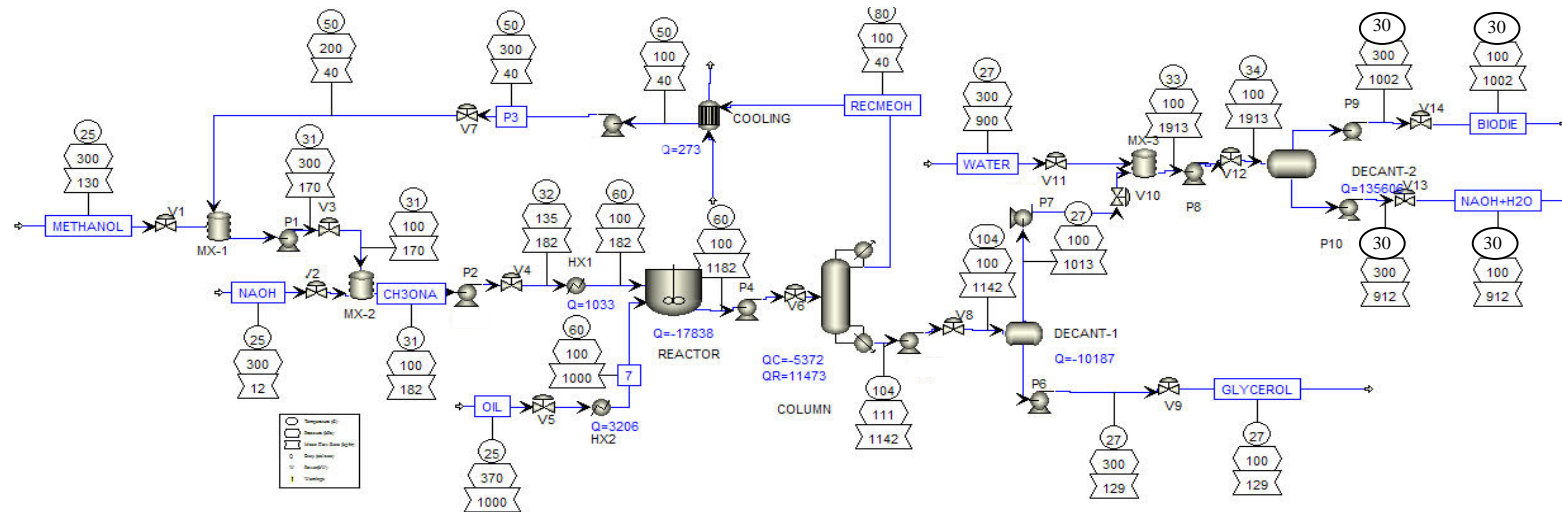 50
200
40
50
300
40
50
100
40
80
100
40
P3
V7
COOLING
Q=273
RECMEOH
25
300
130
METHANOL
V1
MX-1
31
300
170
P1
V3
31
100
170
NAOH
V2
MX-2
CH3ONA
25
300
12
31
100
182
P2
V4
32
135
182
HX1
Q=1033
60
100
182
REACTOR
Q=-17838
60
100
1182
P4
V6
60
100
1000
7
OIL
V5
HX2
Q=3206
25
370
1000
QC=-5372
QR=11473
COLUMN
104
111
1142
V8
104
100
1142
DECANT-1
Q=-10187
27
100
1013
P7
V10
P6
V9
GLYCEROL
27
300
129
27
100
129
27
300
900
WATER
V11
MX-3
33
100
1913
P8
V12
34
100
1913
DECANT-2
Q=135606
P9
30
300
1002
V14
30
100
1002
BIODIE
P10
V13
NAOH+H2O
30
300
912
30
100
912